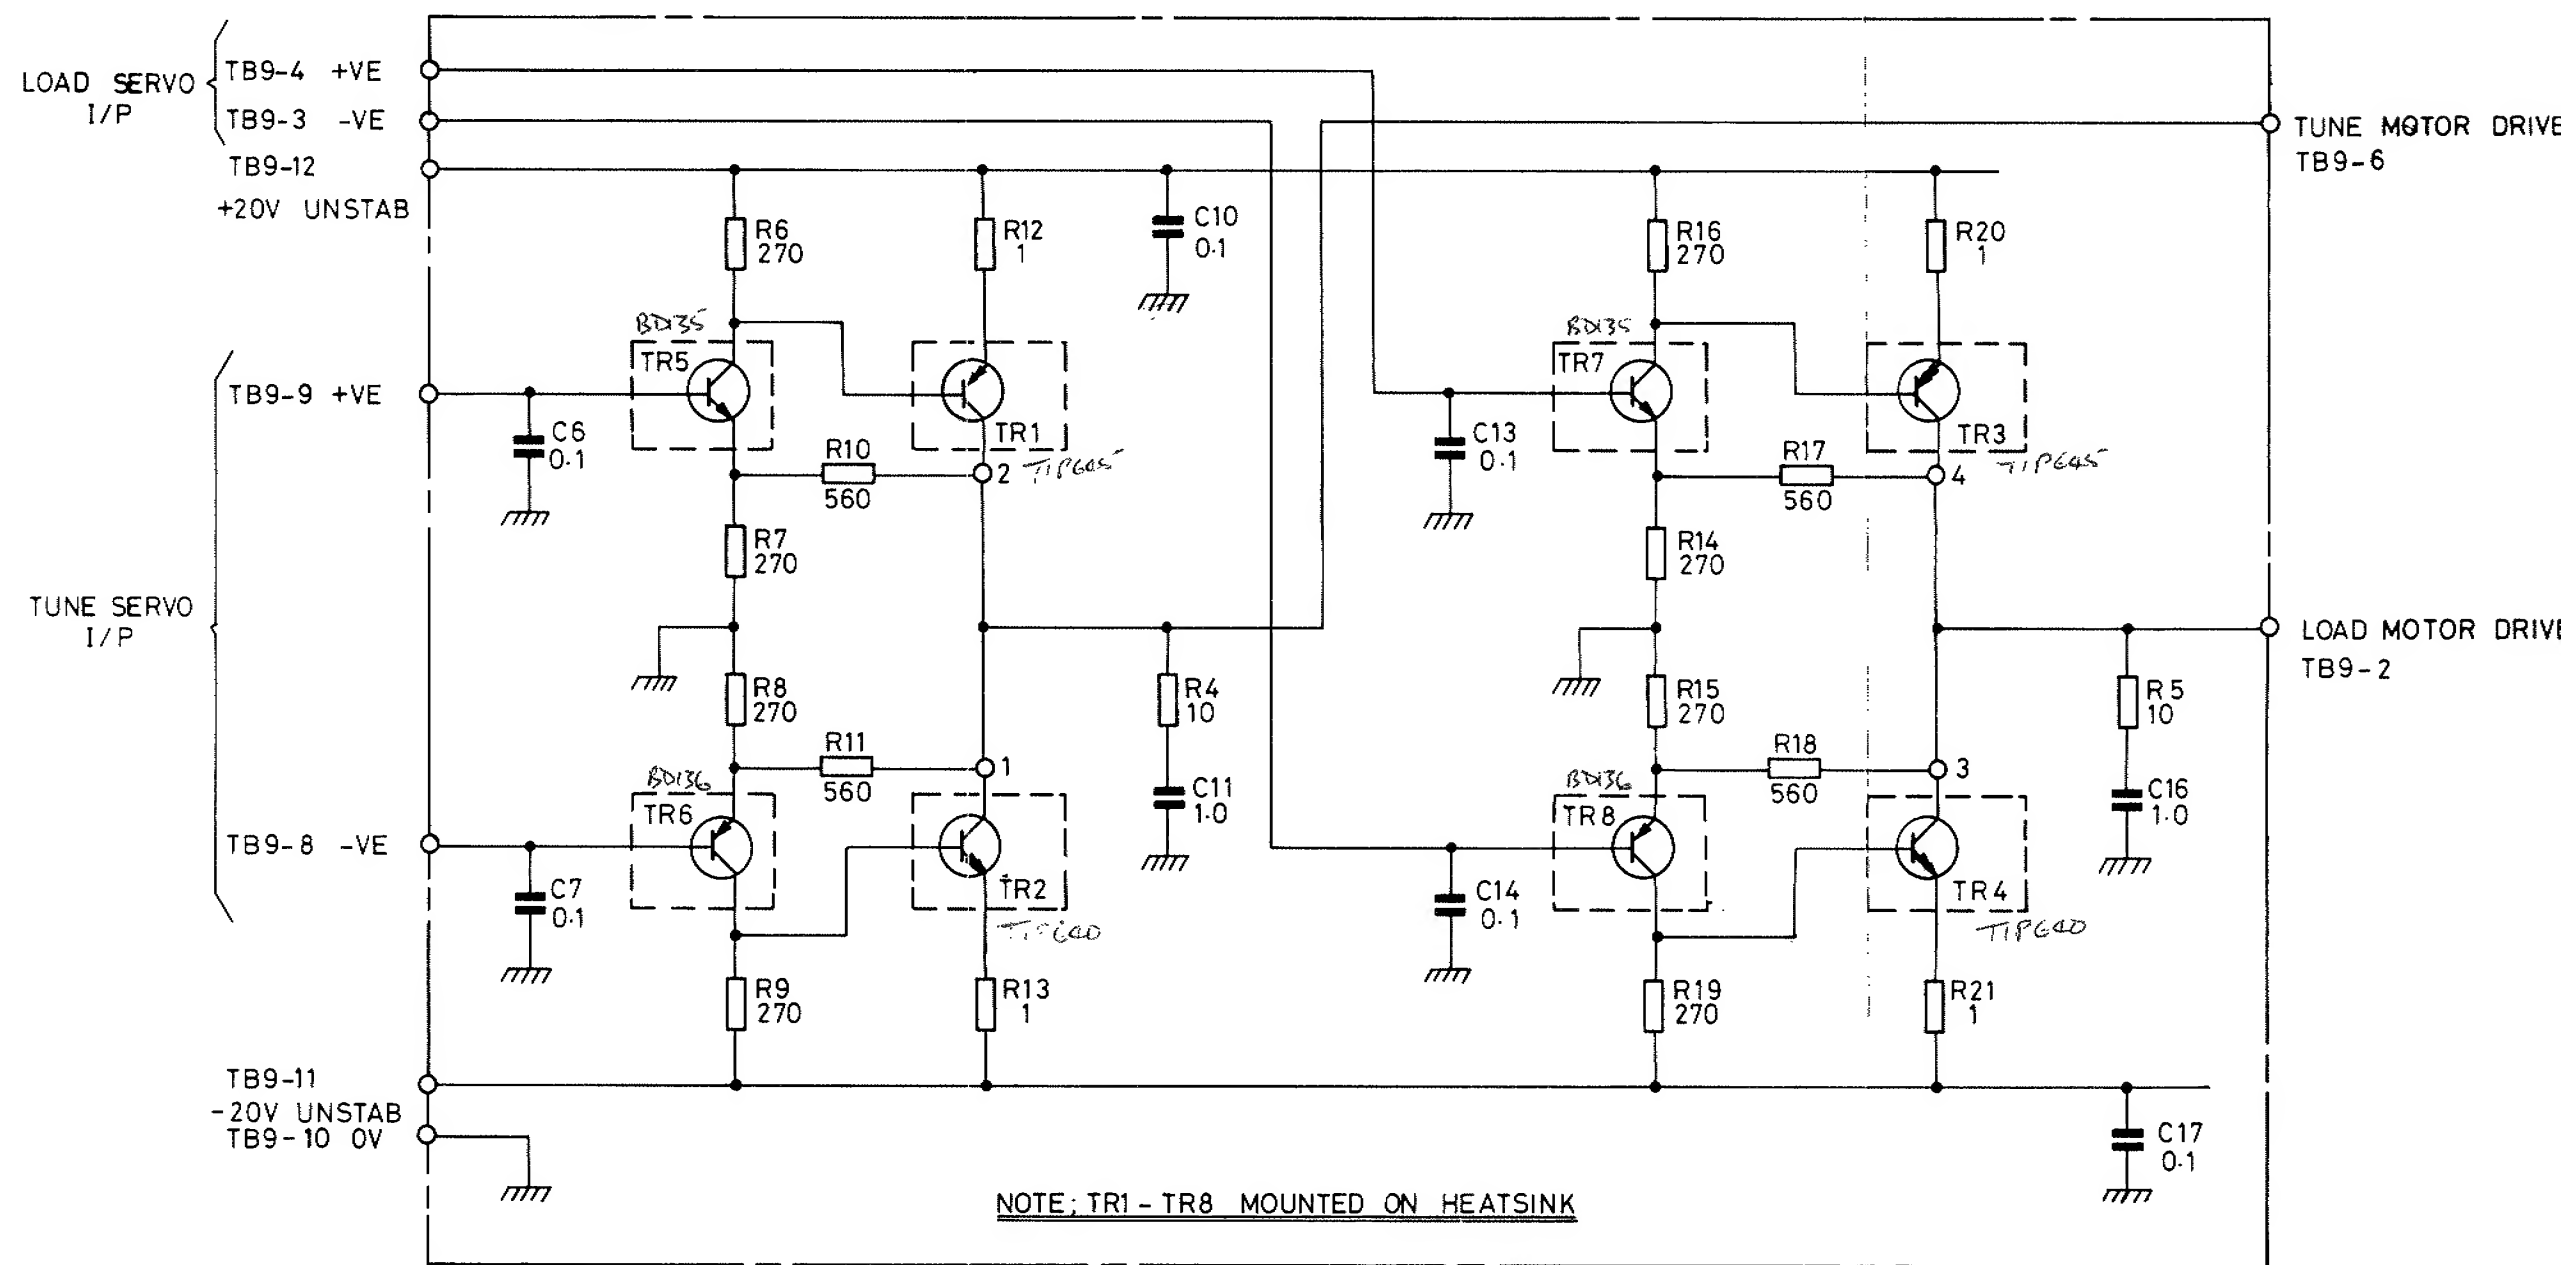 LOAD SERVO
I/P
TB9-4 +VE
TB9-3 -VE
TB9-12
+20V UNSTAB
TUNE MOTOR DRIVE
TB9-6
R6
270
R12
1
C10
0.1
R16
270
R20
1
BD135
TR5
TR1
TIP645
BD135
TR7
TR3
TIP645
TB9-9 +VE
C6
0.1
R10
560
2
C13
0.1
R17
560
4
R7
270
R14
270
TUNE SERVO
I/P
LOAD MOTOR DRIVE
TB9-2
R8
270
R4
10
R15
270
R5
10
R11
560
1
R18
560
3
BD136
TR6
C11
1.0
BD136
TR8
C16
1.0
TB9-8 -VE
C7
0.1
TR2
TIP640
C14
0.1
TR4
TIP640
R9
270
R13
1
R19
270
R21
1
TB9-11
-20V UNSTAB
TB9-10 0V
C17
0.1
NOTE; TR1 - TR8 MOUNTED ON HEATSINK